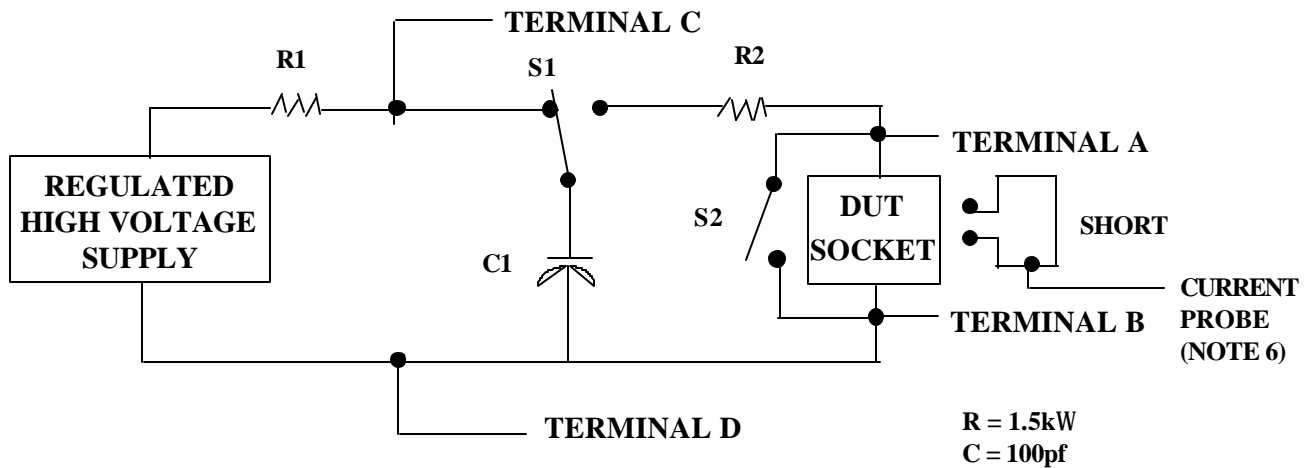 TERMINAL C
R1
S1
R2
TERMINAL A
REGULATED
HIGH VOLTAGE
SUPPLY
S2
DUT
SOCKET
SHORT
C1
CURRENT
PROBE
(NOTE 6)
TERMINAL B
TERMINAL D
R = 1.5kW
C = 100pf